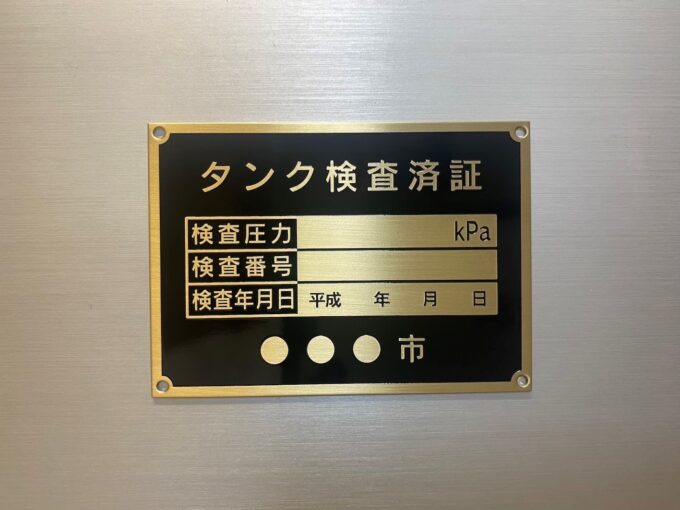 タンク検査済証
検査圧力 kPa
検査番号
検査年月日 平成 年 月 日
●●●市